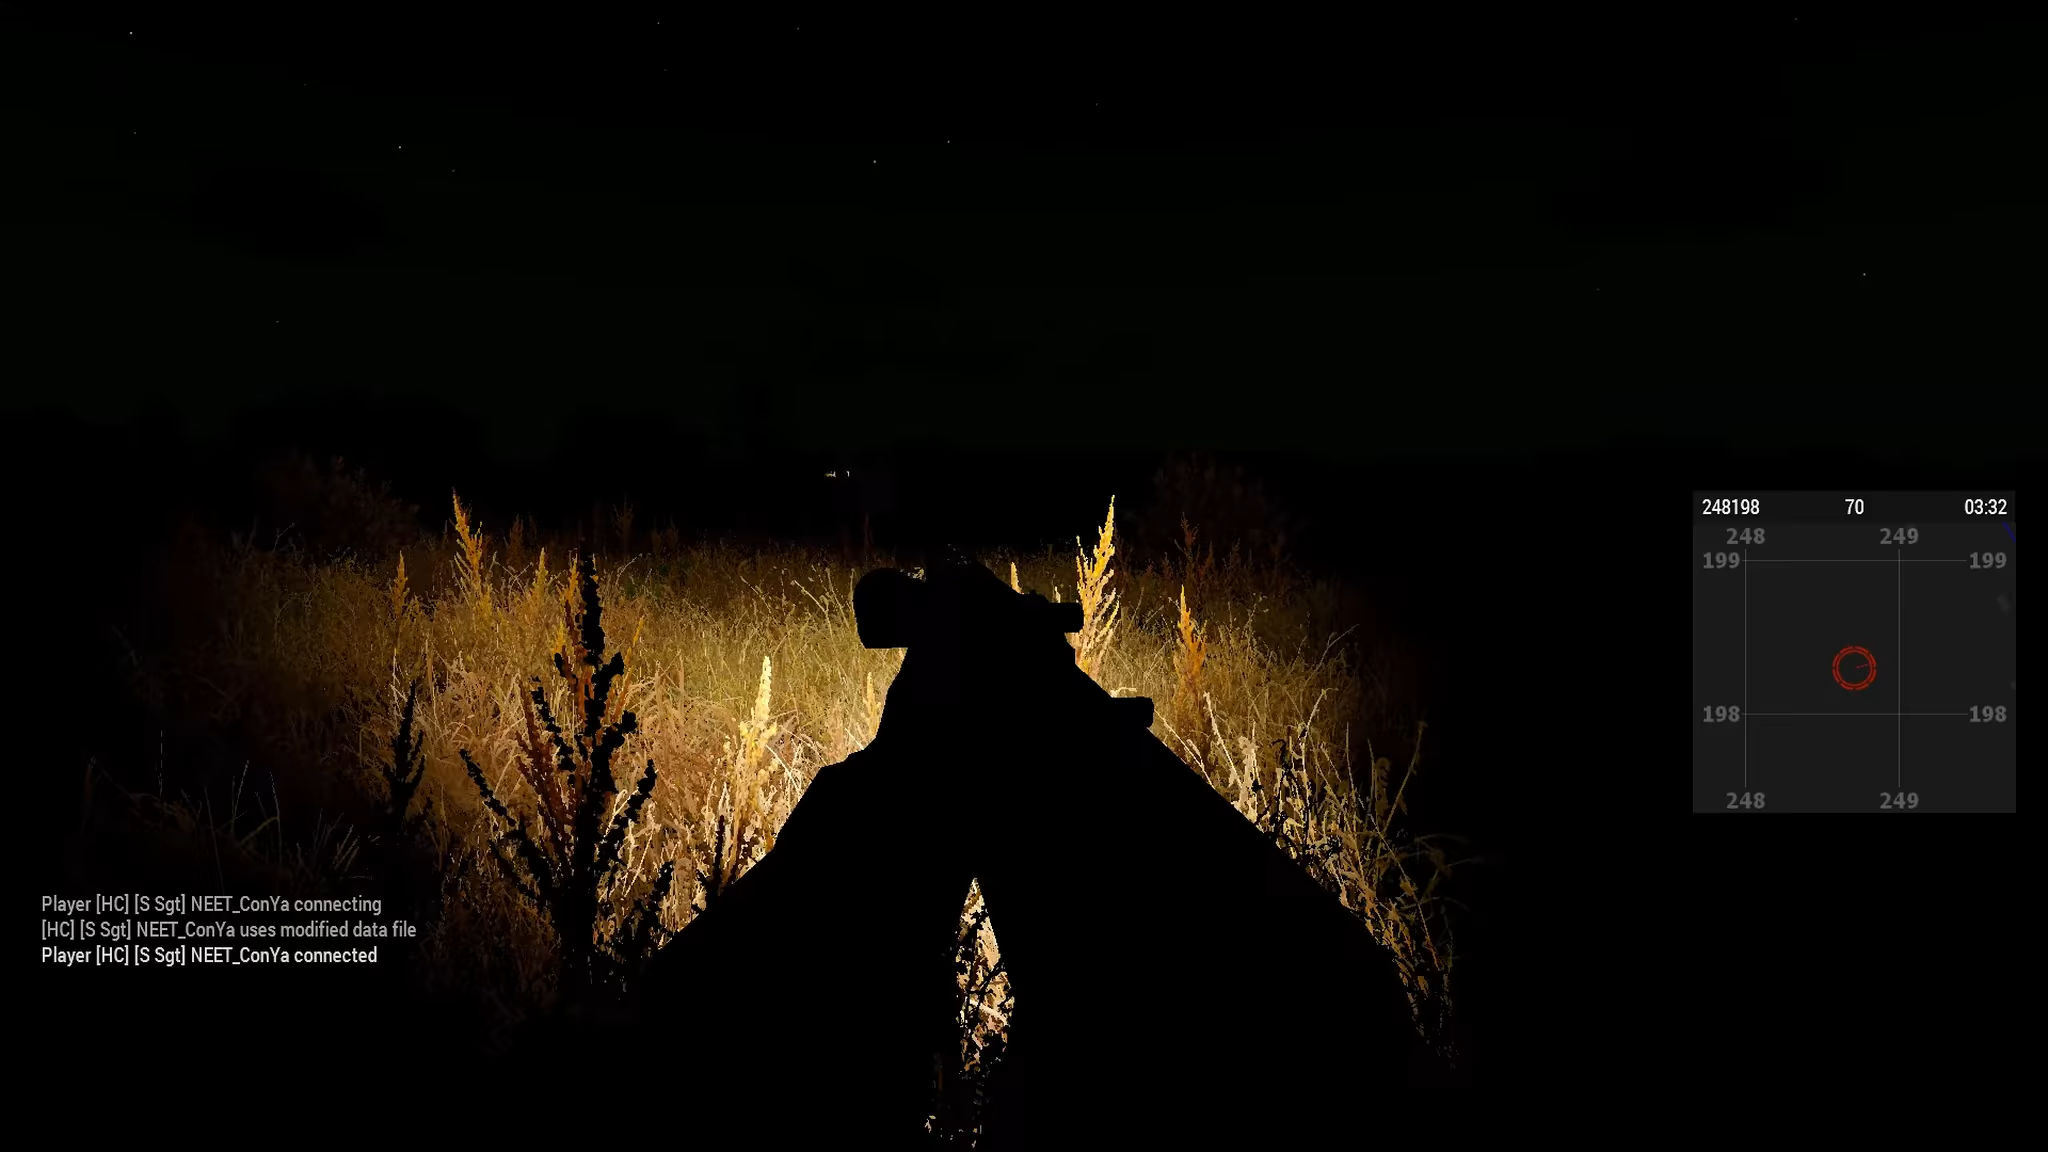 248198 70 03:32
248 249
199 199
198 198
248 249
Player [HC] [S Sgt] NEET_ConYa connecting
[HC] [S Sgt] NEET_ConYa uses modified data file
Player [HC] [S Sgt] NEET_ConYa connected